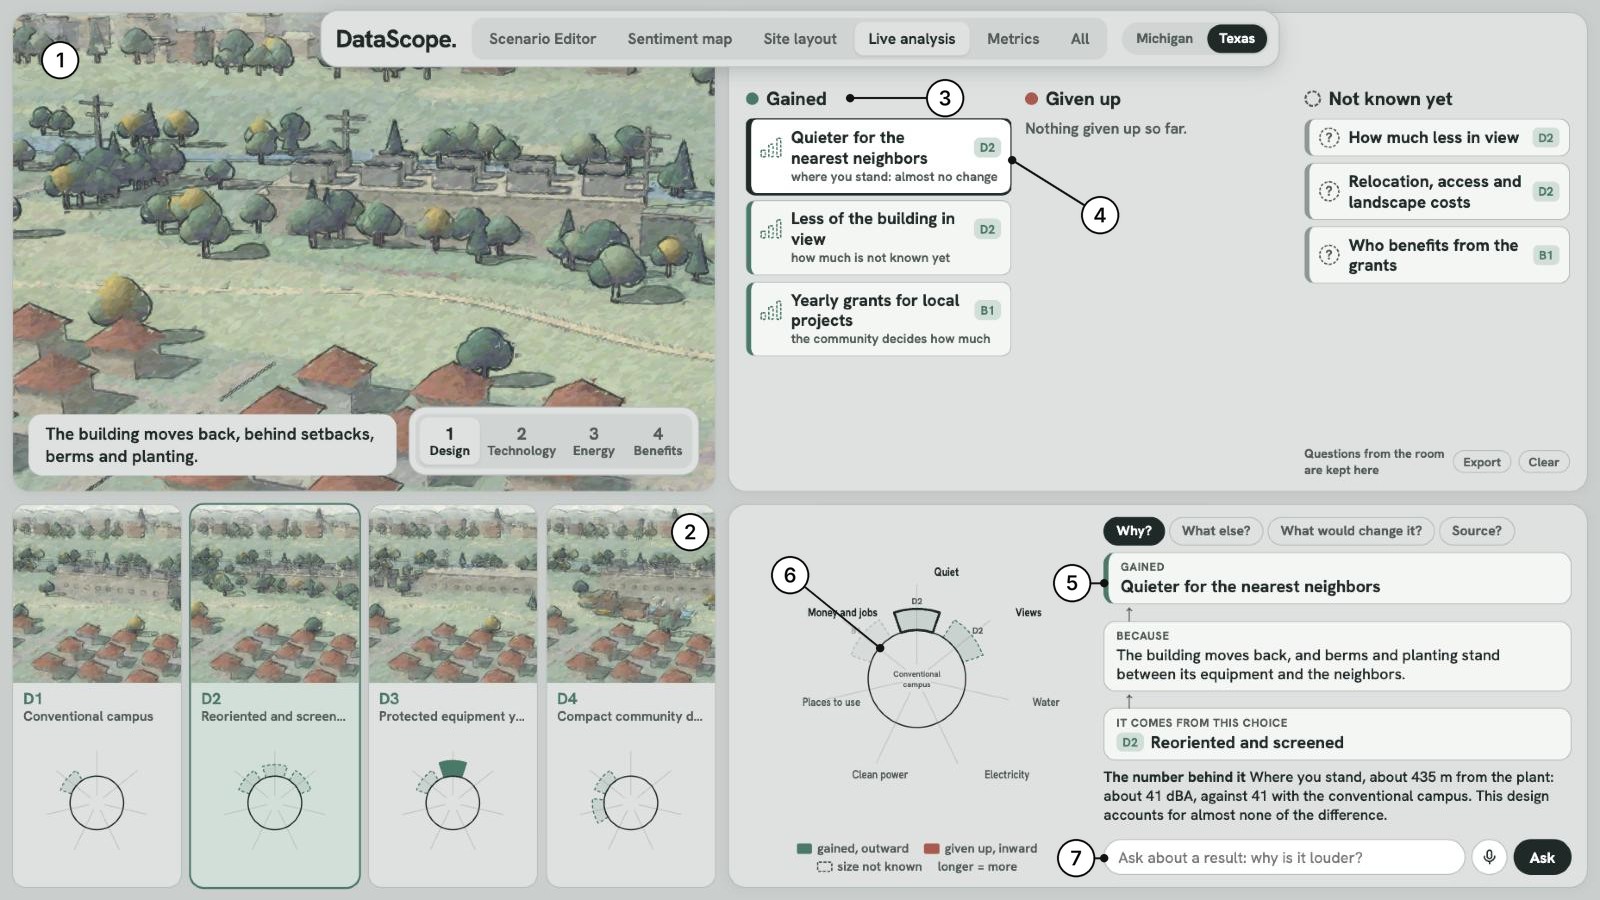 DataScope.
Scenario Editor
Sentiment map
Site layout
Live analysis
Metrics
All
Michigan
Texas
1
The building moves back, behind setbacks,
berms and planting.
1
Design
2
Technology
3
Energy
4
Benefits
2
D1
Conventional campus
D2
Reoriented and screen...
D3
Protected equipment y...
D4
Compact community d...
Gained
3
Quieter for the
nearest neighbors
D2
where you stand: almost no change
4
Less of the building in
view
D2
how much is not known yet
Yearly grants for local
projects
B1
the community decides how much
Given up
Nothing given up so far.
Not known yet
How much less in view
D2
Relocation, access and
landscape costs
D2
Who benefits from the
grants
B1
Questions from the room
are kept here
Export
Clear
6
Quiet
Money and jobs
D2
Views
D2
Conventional
campus
Places to use
Water
Clean power
Electricity
gained, outward
given up, inward
size not known
longer = more
Why?
What else?
What would change it?
Source?
5
GAINED
Quieter for the nearest neighbors
↑
BECAUSE
The building moves back, and berms and planting stand
between its equipment and the neighbors.
↑
IT COMES FROM THIS CHOICE
D2 Reoriented and screened
The number behind it Where you stand, about 435 m from the plant:
about 41 dBA, against 41 with the conventional campus. This design
accounts for almost none of the difference.
7
Ask about a result: why is it louder?
Ask